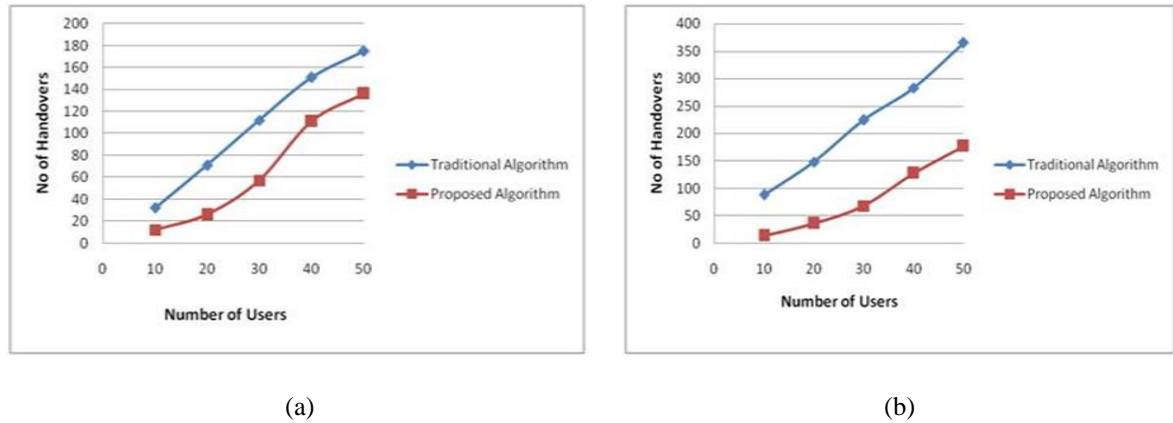 200
180
160
140
120
100
80
60
40
20
0
No of Handovers
0 10 20 30 40 50
Number of Users
Traditional Algorithm
Proposed Algorithm
(a)
400
350
300
250
200
150
100
50
0
No of Handovers
0 10 20 30 40 50
Number of Users
Traditional Algorithm
Proposed Algorithm
(b)